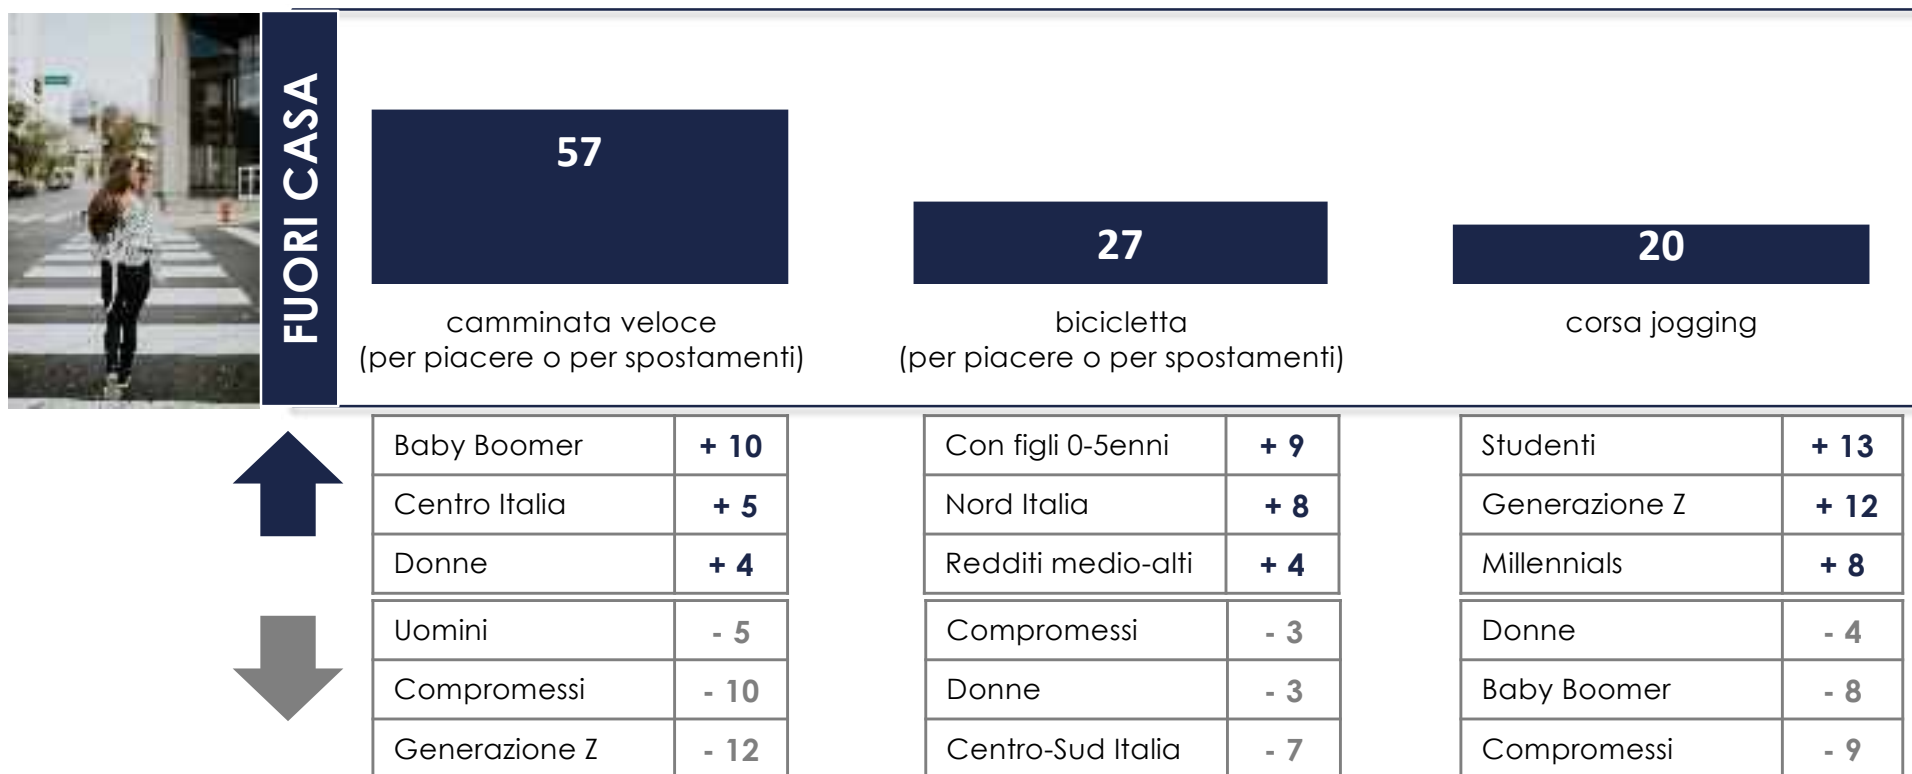 FUORI CASA
57
27
20
camminata veloce
(per piacere o per spostamenti)
bicicletta
(per piacere o per spostamenti)
corsa jogging
Baby Boomer + 10
Centro Italia + 5
Donne + 4
Uomini - 5
Compromessi - 10
Generazione Z - 12
Con figli 0-5enni + 9
Nord Italia + 8
Redditi medio-alti + 4
Compromessi - 3
Donne - 3
Centro-Sud Italia - 7
Studenti + 13
Generazione Z + 12
Millennials + 8
Donne - 4
Baby Boomer - 8
Compromessi - 9